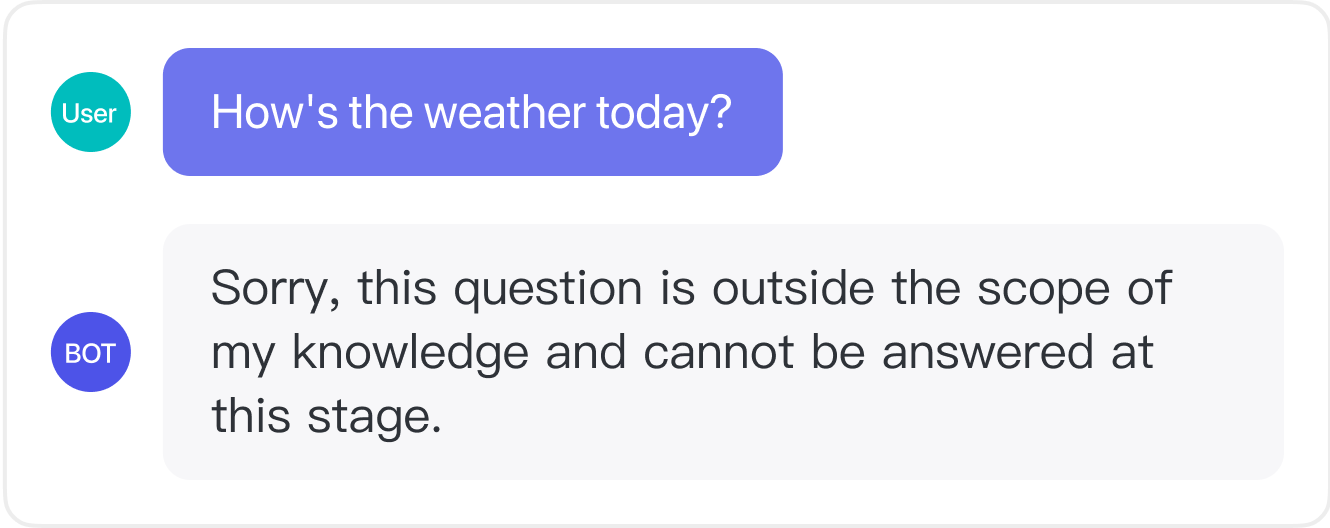 User
How's the weather today?
BOT
Sorry, this question is outside the scope of
my knowledge and cannot be answered at
this stage.